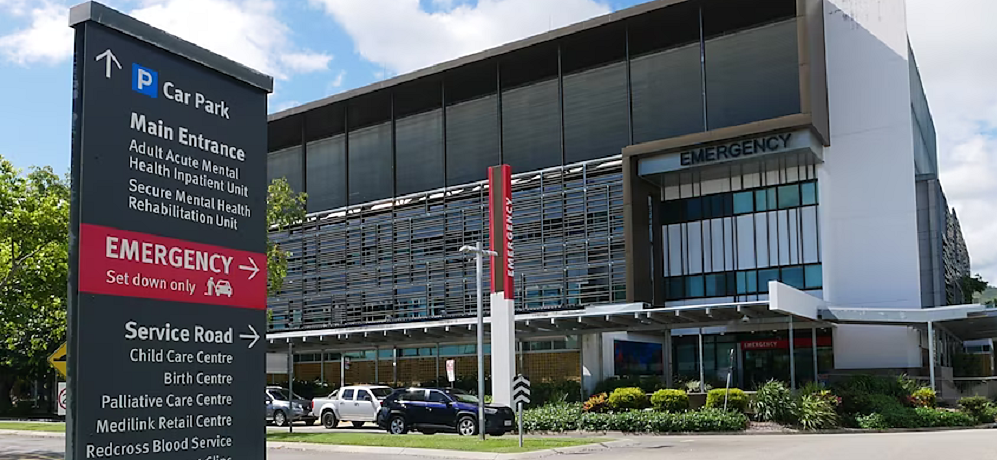 P Car Park
Main Entrance
Adult Acute Mental
Health Inpatient Unit
Secure Mental Health
Rehabilitation Unit
EMERGENCY
Set down only
Service Road
Child Care Centre
Birth Centre
Palliative Care Centre
Medilink Retail Centre
Redcross Blood Service
EMERGENCY
EMERGENCY
EMERGENCY